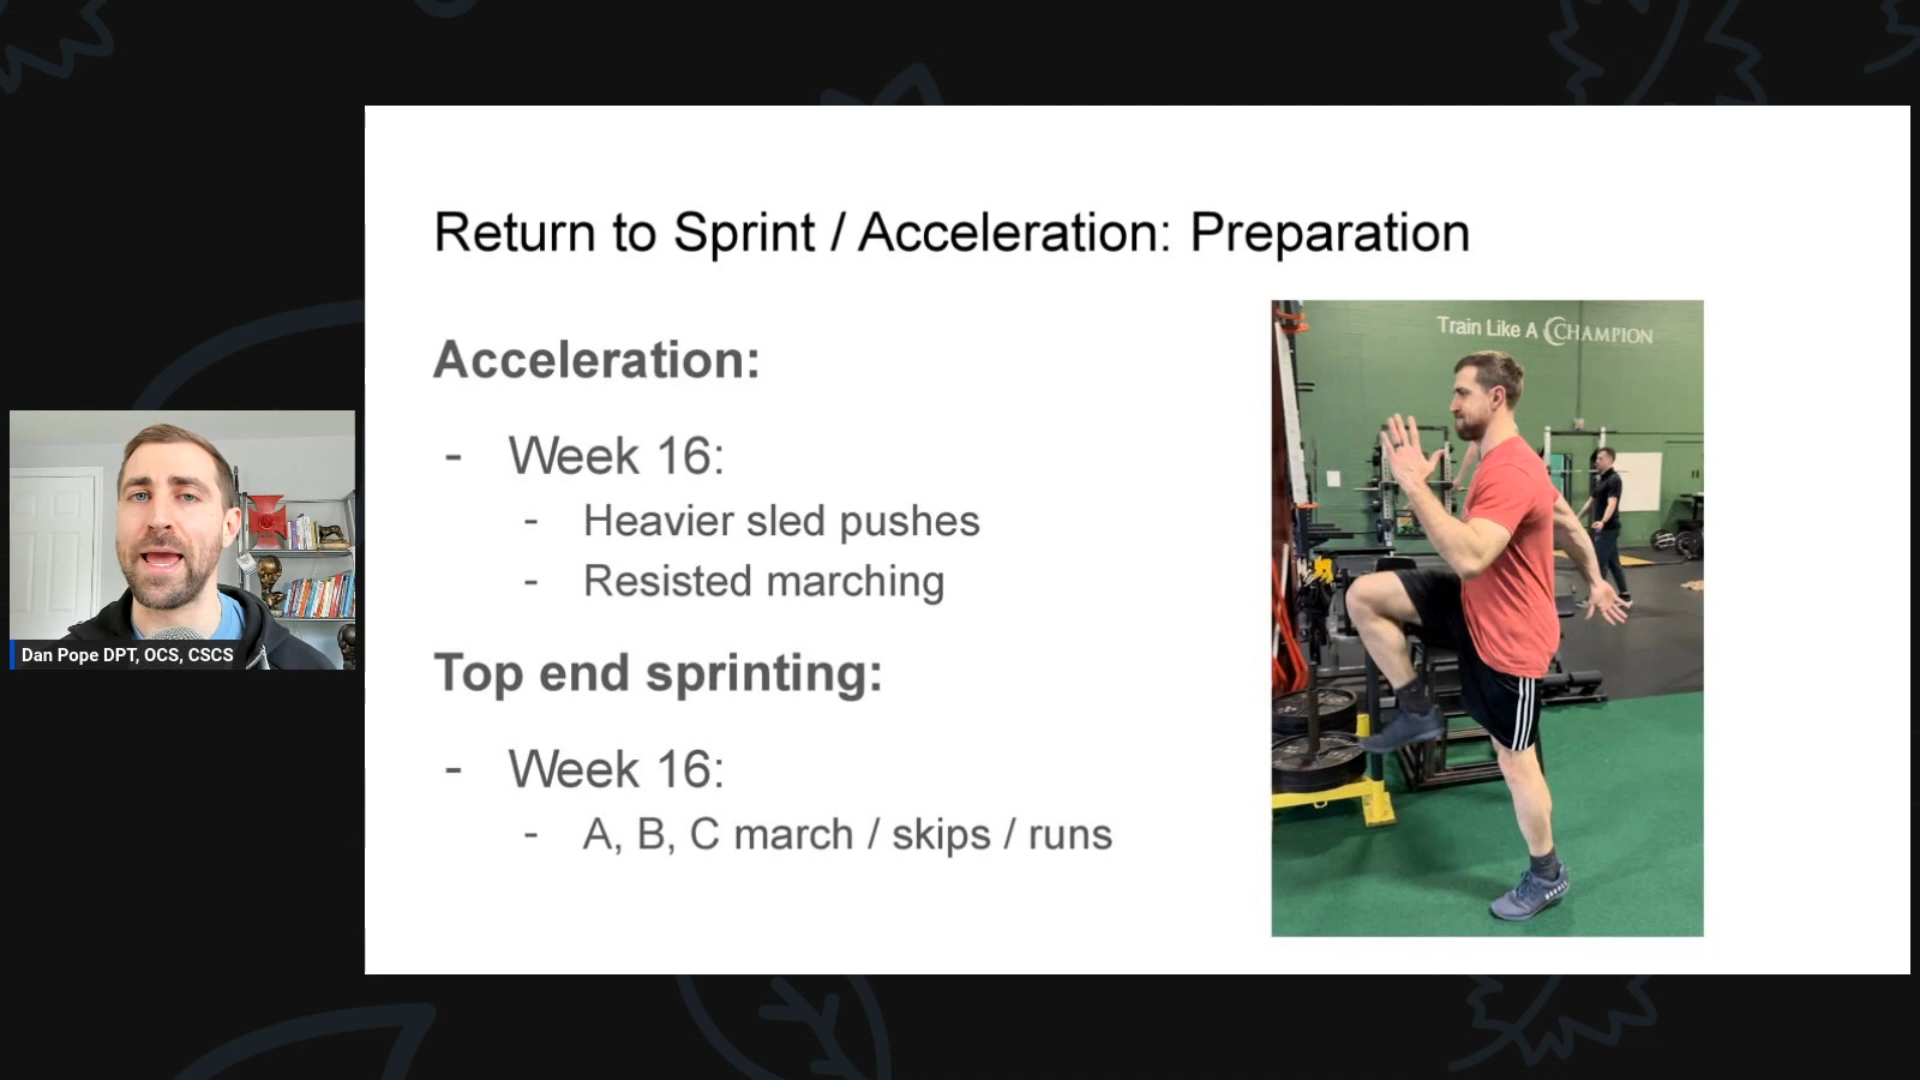 Return to Sprint / Acceleration: Preparation
Train Like A CHAMPION
Acceleration:
- Week 16:
- Heavier sled pushes
- Resisted marching
Top end sprinting:
- Week 16:
- A, B, C march / skips / runs
Dan Pope DPT, OCS, CSCS